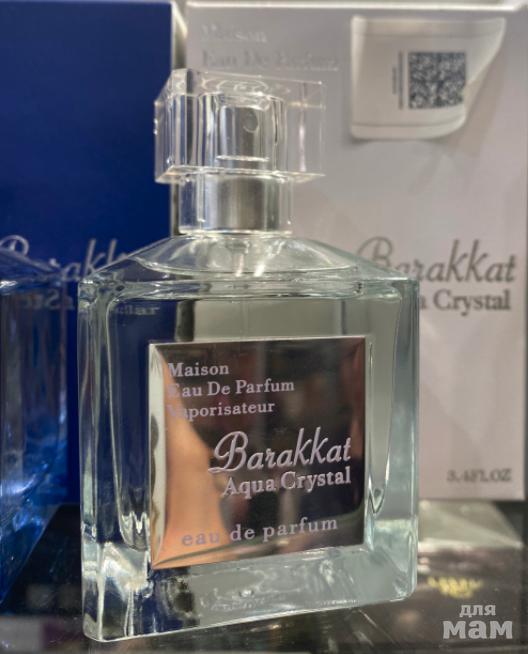 Maison
Eau De Parfum
Barakkat
Barakkat
Aqua Crystal
3.4FL.OZ
Maison
Eau De Parfum
Vaporisateur
Barakkat
Aqua Crystal
eau de parfum
для
мам